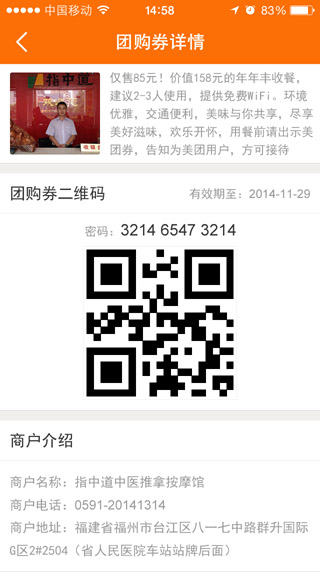 中国移动
14:58
83%
团购券详情
指中道
仅售85元！价值158元的年年丰收餐，
建议2-3人使用，提供免费WiFi。环境
优雅，交通便利，美味与你共享，尽享
美好滋味，欢乐开怀，用餐前请出示美
团券，告知为美团用户，方可接待
团购券二维码
有效期至：2014-11-29
密码：3214 6547 3214
商户介绍
商户名称：指中道中医推拿按摩馆
商户电话：0591-20141314
商户地址：福建省福州市台江区八一七中路群升国际
G区2#2504（省人民医院车站站牌后面）